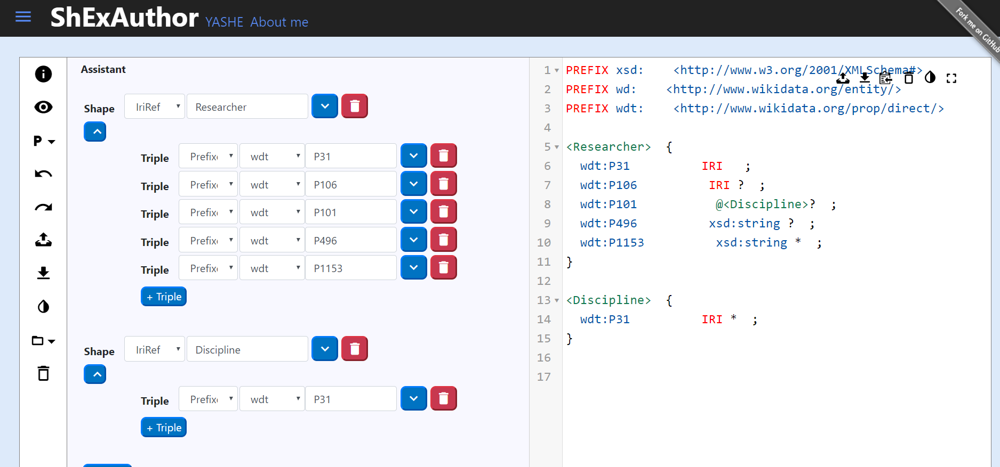 ShExAuthor YASHE About me
Fork me on GitHub
Assistant
Shape IriRef Researcher
Triple Prefix wdt P31
Triple Prefix wdt P106
Triple Prefix wdt P101
Triple Prefix wdt P496
Triple Prefix wdt P1153
+ Triple
Shape IriRef Discipline
Triple Prefix wdt P31
+ Triple
P
1 PREFIX xsd: <http://www.w3.org/2001/XMLSchema#>
2 PREFIX wd: <http://www.wikidata.org/entity/>
3 PREFIX wdt: <http://www.wikidata.org/prop/direct/>
4
5 <Researcher> {
6 wdt:P31 IRI ;
7 wdt:P106 IRI ? ;
8 wdt:P101 @<Discipline>? ;
9 wdt:P496 xsd:string ? ;
10 wdt:P1153 xsd:string * ;
11 }
12
13 <Discipline> {
14 wdt:P31 IRI * ;
15 }
16
17